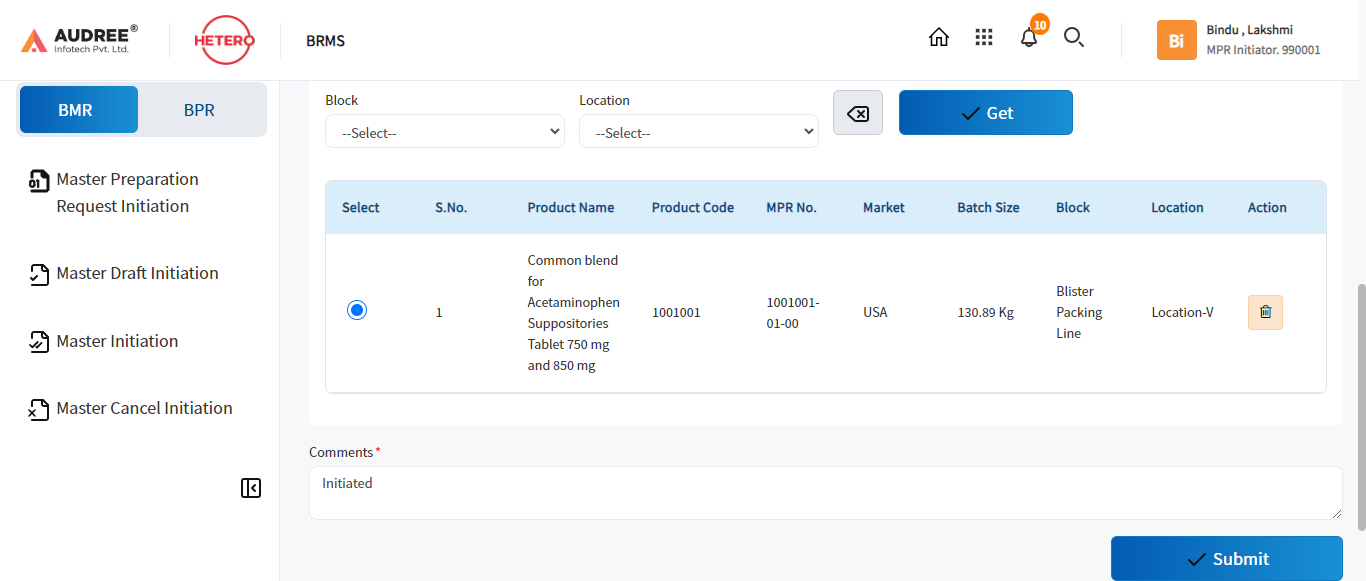 AUDREE®
Infotech Pvt. Ltd.
HETERO
BRMS
10
Bi
Bindu , Lakshmi
MPR Initiator. 990001
BMR
BPR
Master Preparation
Request Initiation
Master Draft Initiation
Master Initiation
Master Cancel Initiation
Block
Location
--Select--
--Select--
Get
Select S.No. Product Name Product Code MPR No. Market Batch Size Block Location Action
1
Common blend
for
Acetaminophen
Suppositories
Tablet 750 mg
and 850 mg
1001001
1001001-
01-00
USA
130.89 Kg
Blister
Packing
Line
Location-V
Comments *
Initiated
Submit